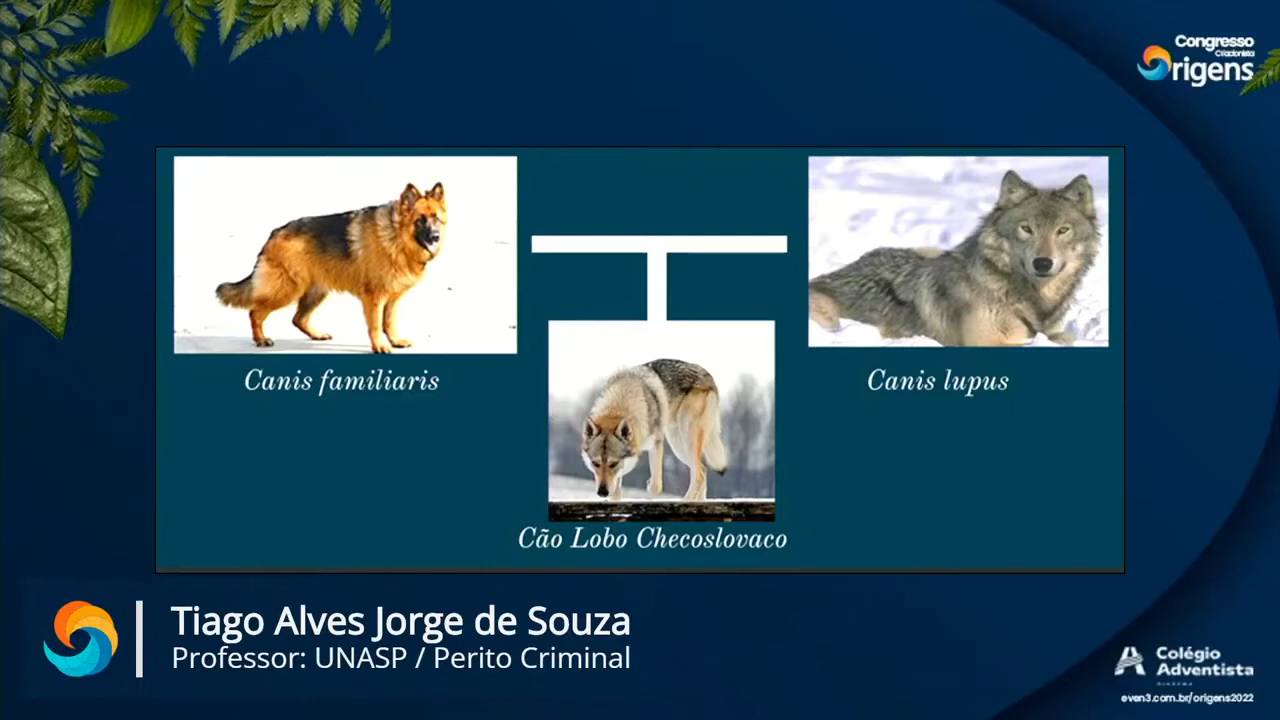 Congresso
Criacionista
Origens
Canis familiaris
Canis lupus
Cão Lobo Checoslovaco
Tiago Alves Jorge de Souza
Professor: UNASP / Perito Criminal
Colégio
Adventista
even3.com.br/origens2022